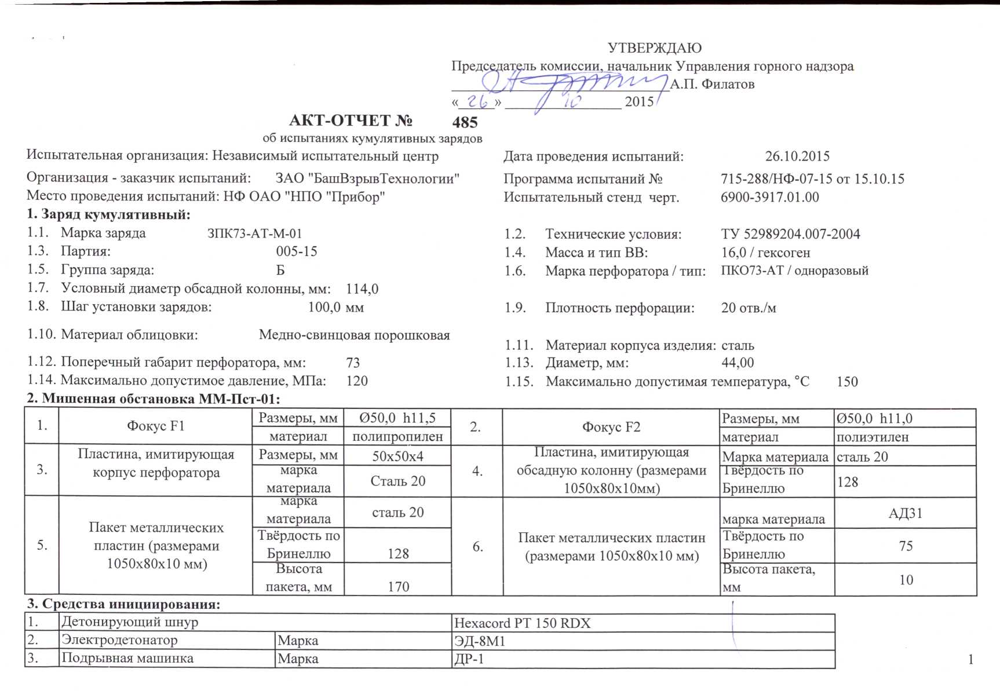 УТВЕРЖДАЮ
Председатель комиссии, начальник Управления горного надзора
А.П. Филатов
«26» 10 2015
АКТ-ОТЧЕТ № 485
об испытаниях кумулятивных зарядов
Испытательная организация: Независимый испытательный центр Дата проведения испытаний: 26.10.2015
Организация - заказчик испытаний: ЗАО "БашВзрывТехнологии" Программа испытаний № 715-288/НФ-07-15 от 15.10.15
Место проведения испытаний: НФ ОАО "НПО "Прибор" Испытательный стенд черт. 6900-3917.01.00
1. Заряд кумулятивный:
1.1. Марка заряда ЗПК73-АТ-М-01 1.2. Технические условия: ТУ 52989204.007-2004
1.3. Партия: 005-15 1.4. Масса и тип ВВ: 16,0 / гексоген
1.5. Группа заряда: Б 1.6. Марка перфоратора / тип: ПКО73-АТ / одноразовый
1.7. Условный диаметр обсадной колонны, мм: 114,0
1.8. Шаг установки зарядов: 100,0 мм 1.9. Плотность перфорации: 20 отв./м
1.10. Материал облицовки: Медно-свинцовая порошковая
1.11. Материал корпуса изделия: сталь
1.12. Поперечный габарит перфоратора, мм: 73 1.13. Диаметр, мм: 44,00
1.14. Максимально допустимое давление, МПа: 120 1.15. Максимально допустимая температура, °С 150
2. Мишенная обстановка ММ-Пст-01:
1. Фокус F1 Размеры, мм Ø50,0 h11,5
материал полипропилен
2. Фокус F2 Размеры, мм Ø50,0 h11,0
материал полиэтилен
3. Пластина, имитирующая
корпус перфоратора
Размеры, мм 50х50х4
марка
материала
Сталь 20
4. Пластина, имитирующая
обсадную колонну (размерами
1050х80х10мм)
Марка материала сталь 20
Твёрдость по
Бринеллю
128
5. Пакет металлических
пластин (размерами
1050х80х10 мм)
марка
материала
сталь 20
Твёрдость по
Бринеллю
128
Высота
пакета, мм
170
6. Пакет металлических пластин
(размерами 1050х80х10 мм)
марка материала АД31
Твёрдость по
Бринеллю
75
Высота пакета,
мм
10
3. Средства инициирования:
1. Детонирующий шнур Hexacord PT 150 RDX
2. Электродетонатор Марка ЭД-8М1
3. Подрывная машинка Марка ДР-1
1